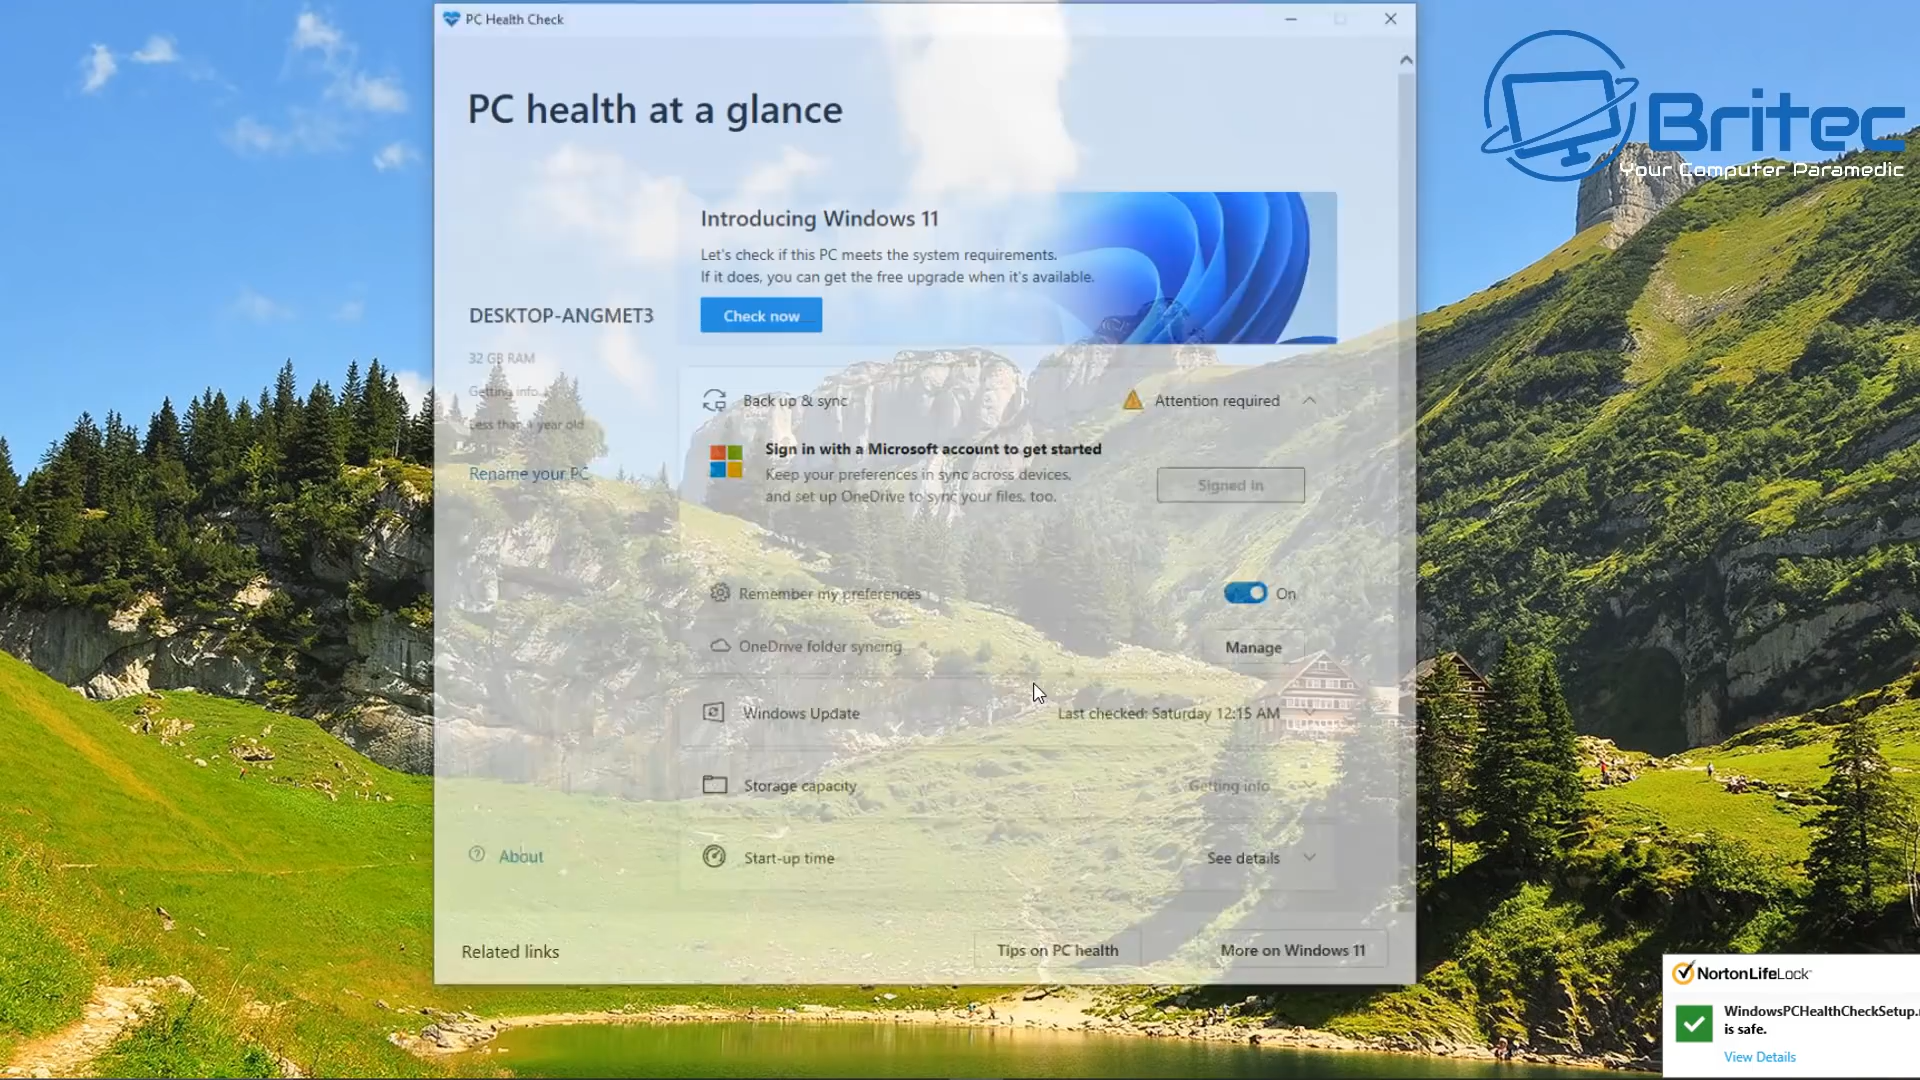 PC Health Check
PC health at a glance
Britec
Your Computer Paramedic
Introducing Windows 11
Let's check if this PC meets the system requirements.
If it does, you can get the free upgrade when it's available.
Check now
DESKTOP-ANGMET3
32 GB RAM
Getting info
Less than 1 year old
Rename your PC
Back up & sync
Attention required
Sign in with a Microsoft account to get started
Keep your preferences in sync across devices,
and set up OneDrive to sync your files, too.
Signed in
Remember my preferences
On
OneDrive folder syncing
Manage
Windows Update
Last checked: Saturday 12:15 AM
Storage capacity
Getting info
About
Start-up time
See details
Related links
Tips on PC health
More on Windows 11
NortonLifeLock
WindowsPCHealthCheckSetup.
is safe.
View Details